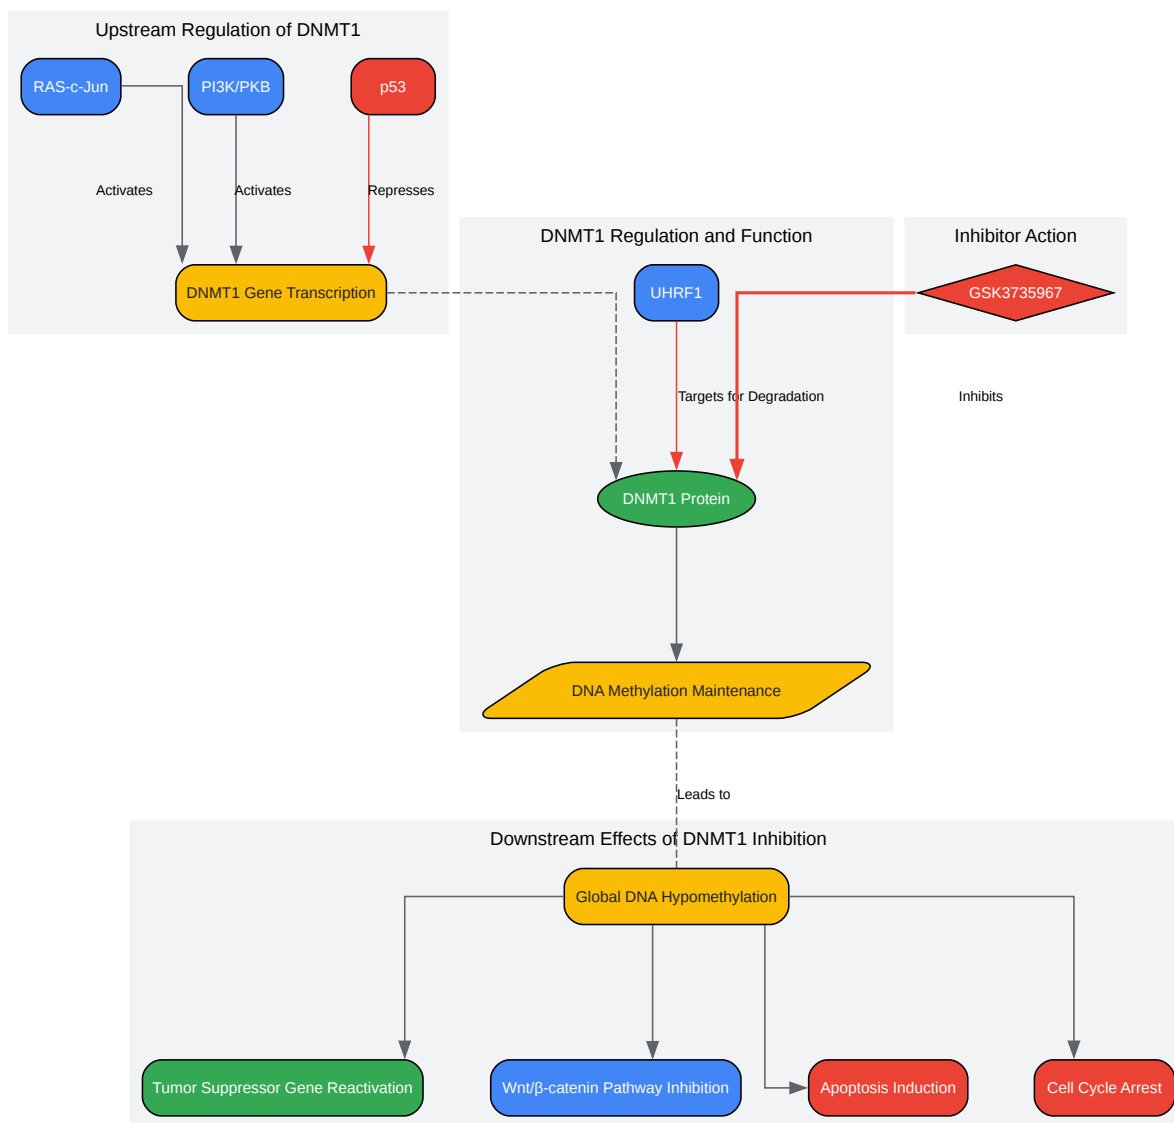 Upstream Regulation of DNMT1
RAS-c-Jun
PI3K/PKB
p53
Activates
Activates
Represses
DNMT1 Gene Transcription
DNMT1 Regulation and Function
UHRF1
Inhibitor Action
GSK3735967
Targets for Degradation
Inhibits
DNMT1 Protein
DNA Methylation Maintenance
Leads to
Downstream Effects of DNMT1 Inhibition
Global DNA Hypomethylation
Tumor Suppressor Gene Reactivation
Wnt/β-catenin Pathway Inhibition
Apoptosis Induction
Cell Cycle Arrest